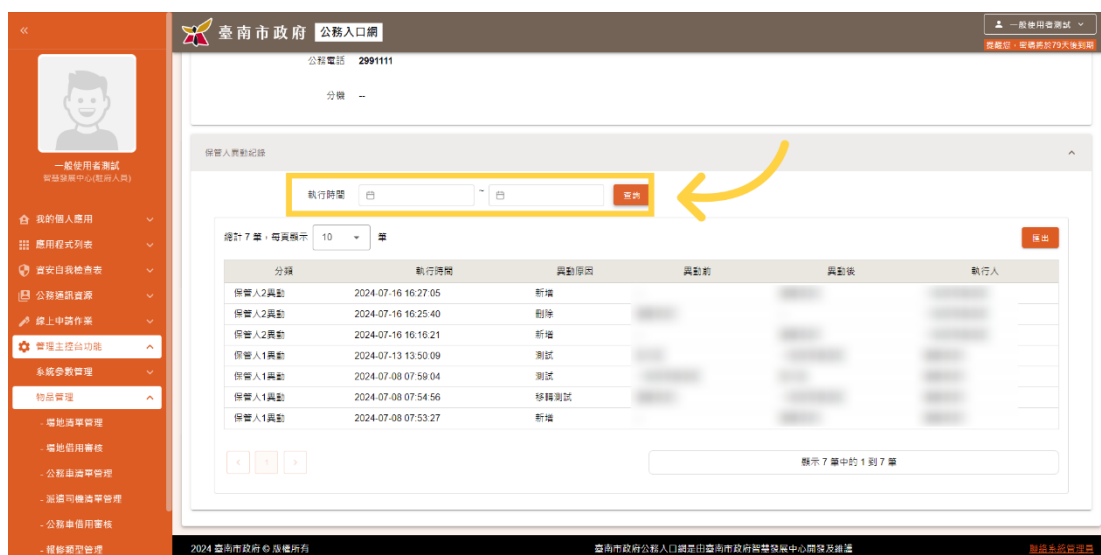 臺南市政府 公務入口網
一般使用者測試
提醒您，密碼將於79天後到期
一般使用者測試
智慧發展中心(駐府人員)
我的個人應用
應用程式列表
資安自我檢查表
公務通訊資源
線上申請作業
管理主控台功能
系統參數管理
物品管理
- 場地清單管理
- 場地借用審核
- 公務車清單管理
- 派遣司機清單管理
- 公務車借用審核
- 報修類型管理
公務電話 2991111
分機 --
保管人異動紀錄
執行時間 ~ 查詢
總計 7 筆，每頁顯示 10 筆
匯出
分類 執行時間 異動原因 異動前 異動後 執行人
保管人2異動 2024-07-16 16:27:05 新增
保管人2異動 2024-07-16 16:25:40 刪除
保管人2異動 2024-07-16 16:16:21 新增
保管人1異動 2024-07-13 13:50:09 測試
保管人1異動 2024-07-08 07:59:04 測試
保管人1異動 2024-07-08 07:54:56 移轉測試
保管人1異動 2024-07-08 07:53:27 新增
1
顯示 7 筆中的 1 到 7 筆
2024 臺南市政府 © 版權所有
臺南市政府公務入口網是由臺南市政府智慧發展中心開發及維護
聯絡系統管理員